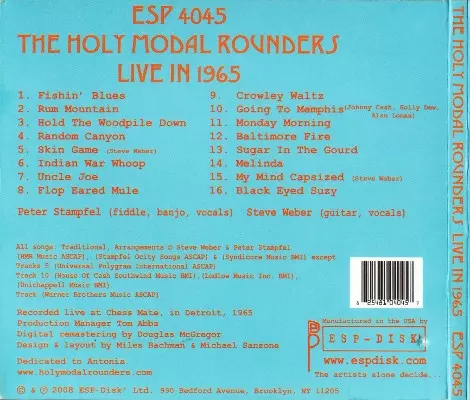 ESP 4045
THE HOLY MODAL ROUNDERS
LIVE IN 1965
1. Fishin' Blues
2. Rum Mountain
3. Hold The Woodpile Down
4. Random Canyon
5. Skin Game (Steve Weber)
6. Indian War Whoop
7. Uncle Joe
8. Flop Eared Mule
9. Crowley Waltz
10. Going To Memphis (Johnny Cash, Holly Dew,
Alan Lomax)
11. Monday Morning
12. Baltimore Fire
13. Sugar In The Gourd
14. Melinda
15. My Mind Capsized (Steve Weber)
16. Black Eyed Suzy
Peter Stampfel (fiddle, banjo, vocals) Steve Weber (guitar, vocals)
All songs: Traditional, Arrangements © Steve Weber & Peter Stampfel
(HMR Music ASCAP), (Stampfel Ocity Songs ASCAP) & (Syndicore Music BMI) except
Tracks 5 (Universal Polygram International ASCAP)
Track 10 (House Of Cash Southwind Music BMI) (Ludlow Music Inc. BMI),
(Unichappell Music BMI)
Track (Warner Brothers Music ASCAP)
Recorded live at Chess Mate, in Detroit, 1965
Production Manager Tom Abbs
Digital remastering by Douglas McGregor
Design & layout by Miles Bachman & Michael Sanzone
Dedicated to Antonia
www.holymodalrounders.com
© & ℗ 2008 ESP-Disk' Ltd. 990 Bedford Avenue, Brooklyn, NY 11205
8 25481 04045 7
Manufactured in the USA by
ESP-DISK'
www.espdisk.com
The artists alone decide...
THE HOLY MODAL ROUNDERS LIVE IN 1965 ESP 4045